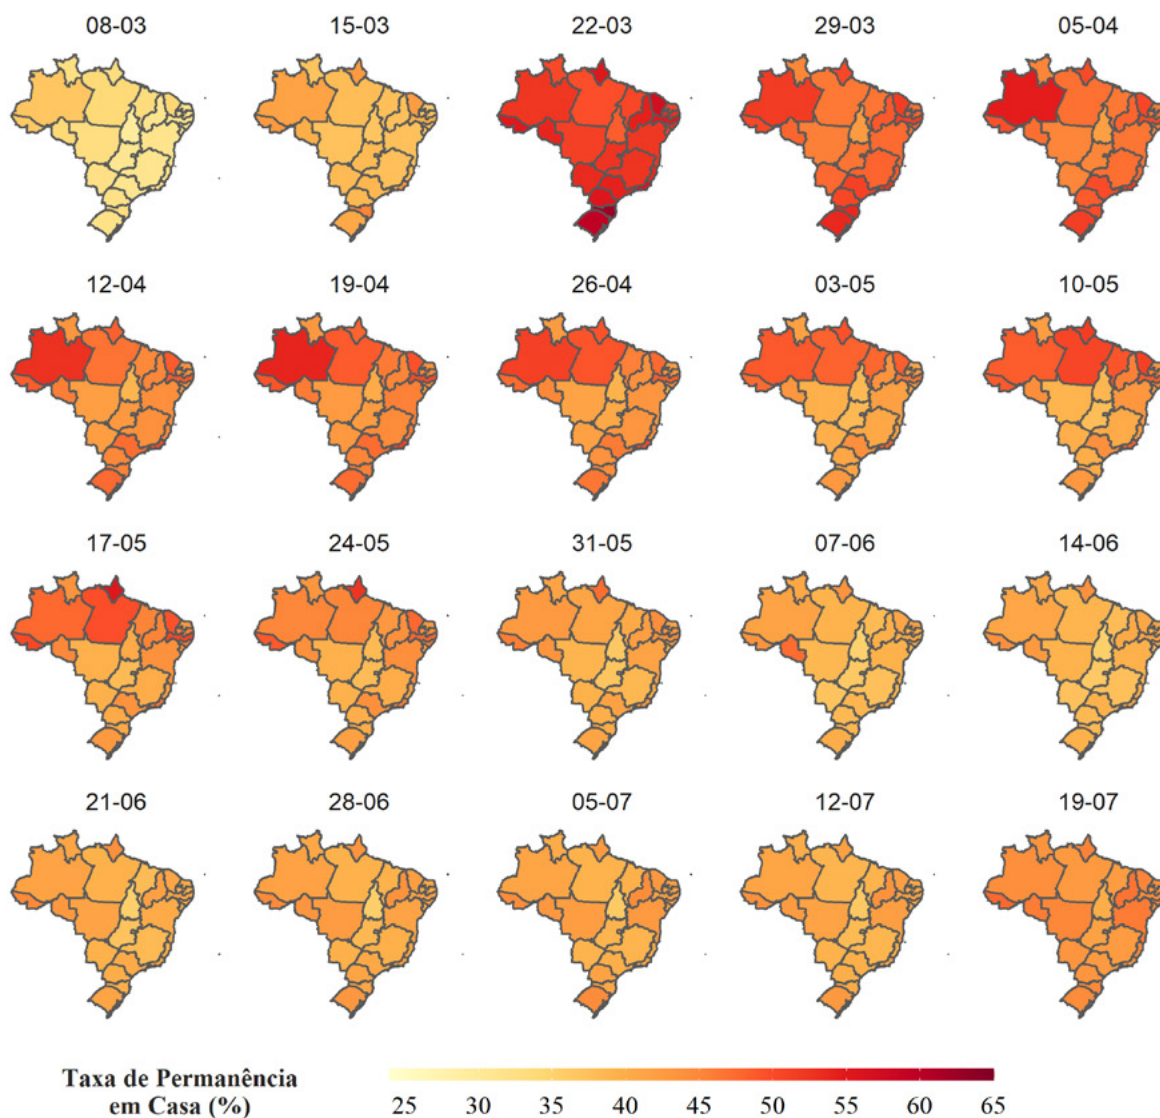 08-03 15-03 22-03 29-03 05-04
12-04 19-04 26-04 03-05 10-05
17-05 24-05 31-05 07-06 14-06
21-06 28-06 05-07 12-07 19-07
Taxa de Permanência
em Casa (%)
25 30 35 40 45 50 55 60 65